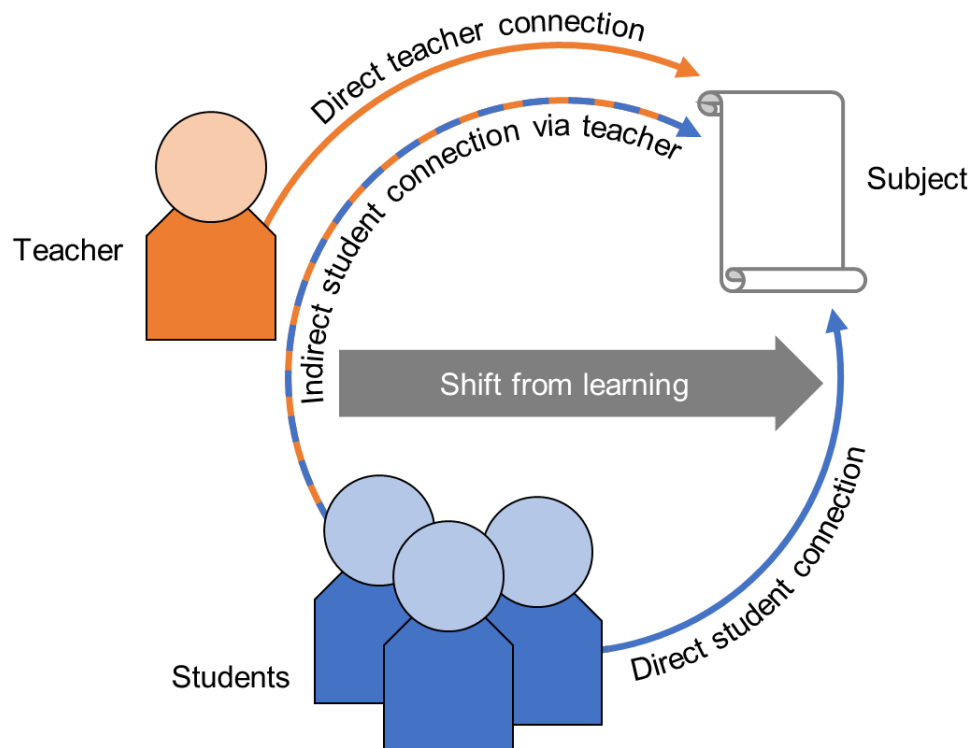 Direct teacher connection
Indirect student connection via teacher
Subject
Teacher
Shift from learning
Direct student connection
Students